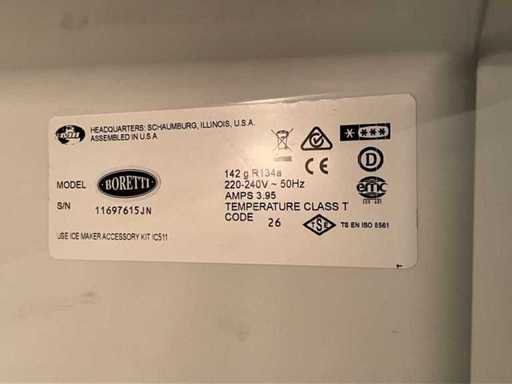 HEADQUARTERS: SCHAUMBURG, ILLINOIS, U.S.A.
ASSEMBLED IN U.S.A
MODEL BORETTI
S/N 11697615JN
USE ICE MAKER ACCESSORY KIT IC511
142 g R134a
220-240V ~ 50Hz
AMPS 3.95
TEMPERATURE CLASS T
CODE 26
CE
D
emc
TSE
TS EN ISO 8561